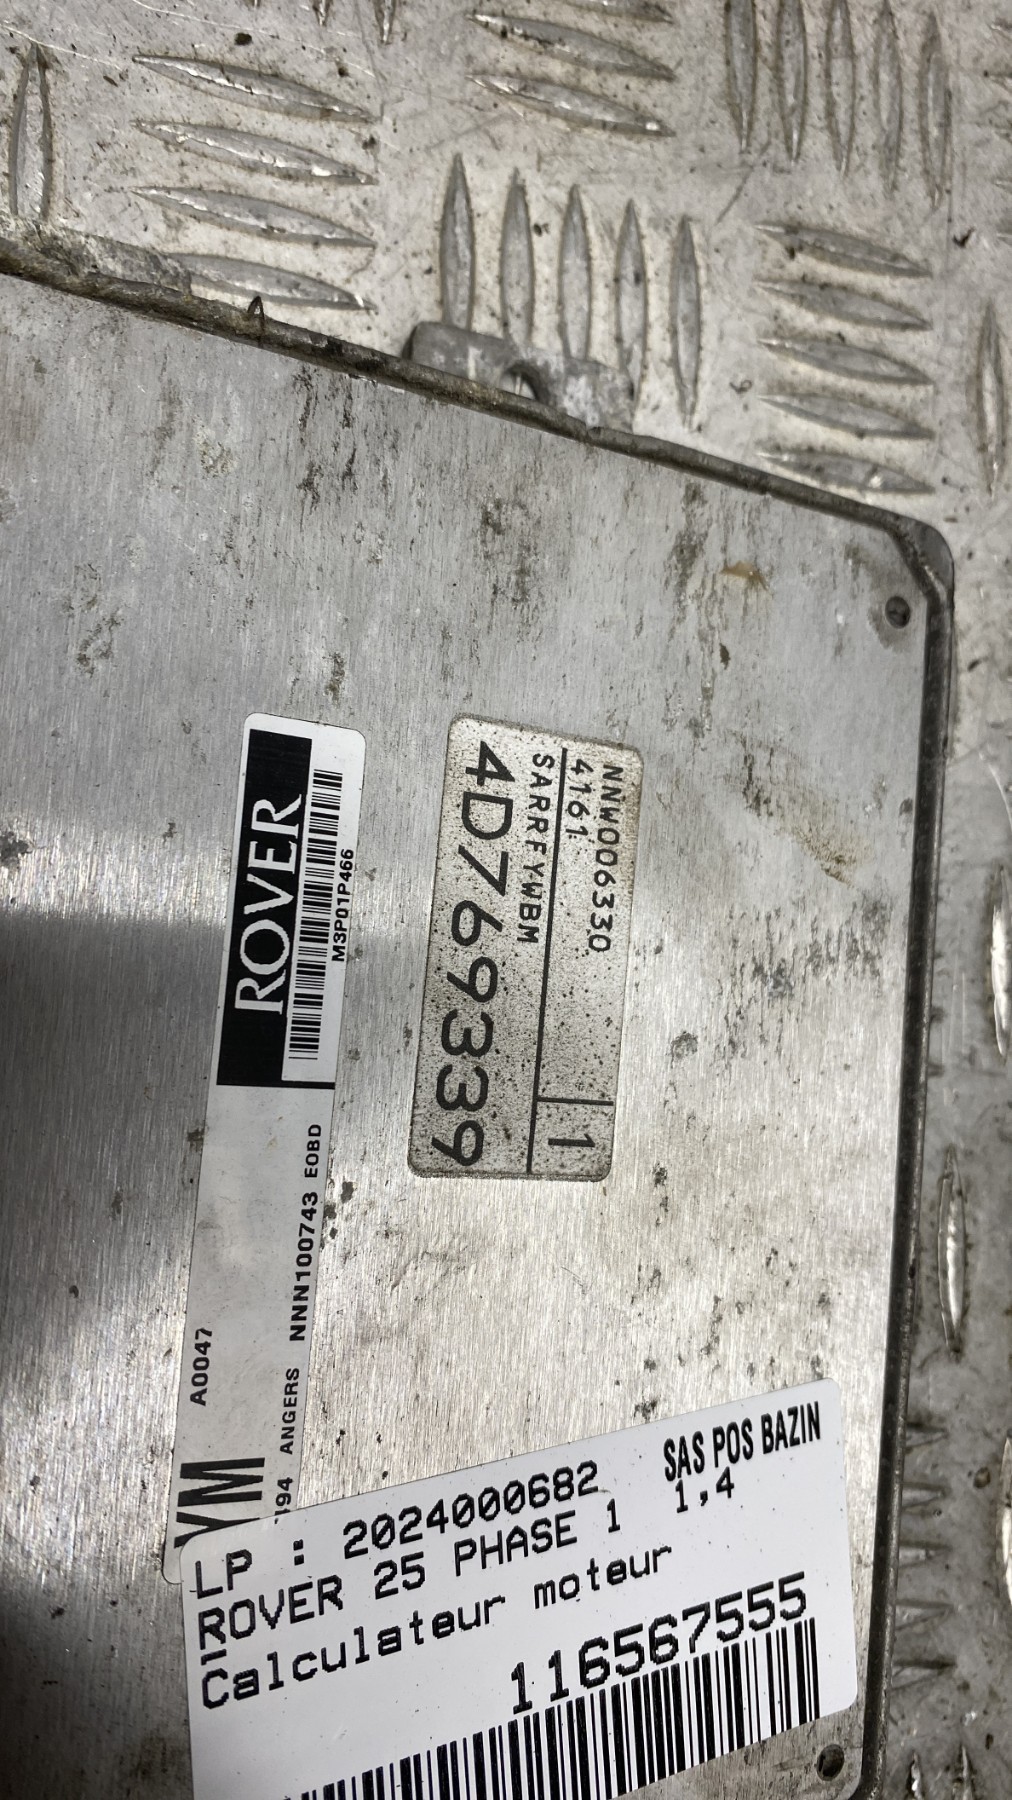 NNW006330
4161
1
SARRFYWBM
4D769339
ROVER
M3P01P466
NNN100743 EOBD
A0047
ANGERS
YM
SAS POS BAZIN
LP : 2024000682
ROVER 25 PHASE 1 1,4
Calculateur moteur
116567555